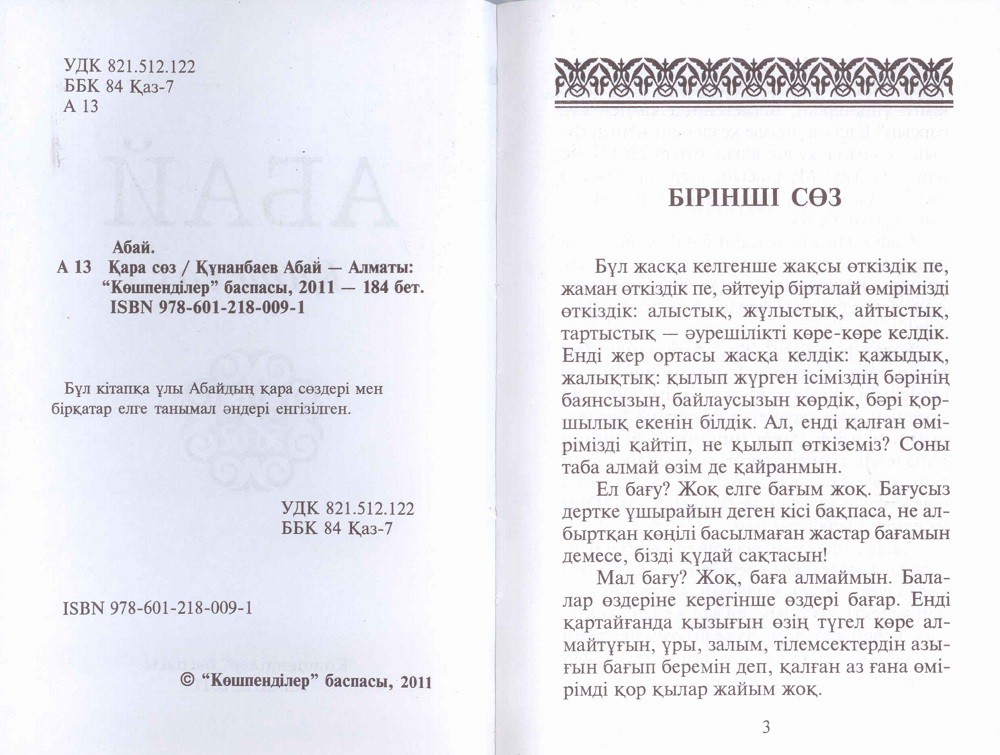 УДК 821.512.122
ББК 84 Қаз-7
А 13
Абай.
А 13 Қара сөз / Құнанбаев Абай — Алматы:
“Көшпенділер” баспасы, 2011 — 184 бет.
ISBN 978-601-218-009-1
Бұл кітапқа ұлы Абайдың қара сөздері мен
бірқатар елге танымал әндері енгізілген.
УДК 821.512.122
ББК 84 Қаз-7
ISBN 978-601-218-009-1
© “Көшпенділер” баспасы, 2011
БІРІНШІ СӨЗ
Бұл жасқа келгенше жақсы өткіздік пе,
жаман өткіздік пе, әйтеуір бірталай өмірімізді
өткіздік: алыстық, жұлыстық, айтыстық,
тартыстық — әурешілікті көре-көре келдік.
Енді жер ортасы жасқа келдік: қажыдық,
жалықтық: қылып жүрген ісіміздің бәрінің
баянсызын, байлаусызын көрдік, бәрі қор-
шылық екенін білдік. Ал, енді қалған өмі-
рімізді қайтіп, не қылып өткіземіз? Соны
таба алмай өзім де қайранмын.
Ел бағу? Жоқ елге бағым жоқ. Бағусыз
дертке ұшырайын деген кісі бақпаса, не ал-
быртқан көңілі басылмаған жастар бағамын
демесе, бізді құдай сақтасын!
Мал бағу? Жоқ, баға алмаймын. Бала-
лар өздеріне керегінше өздері бағар. Енді
қартайғанда қызығын өзің түгел көре ал-
майтұғын, ұры, залым, тілемсектердін азы-
ғын бағып беремін деп, қалған аз ғана өмі-
рімді қор қылар жайым жоқ.
3